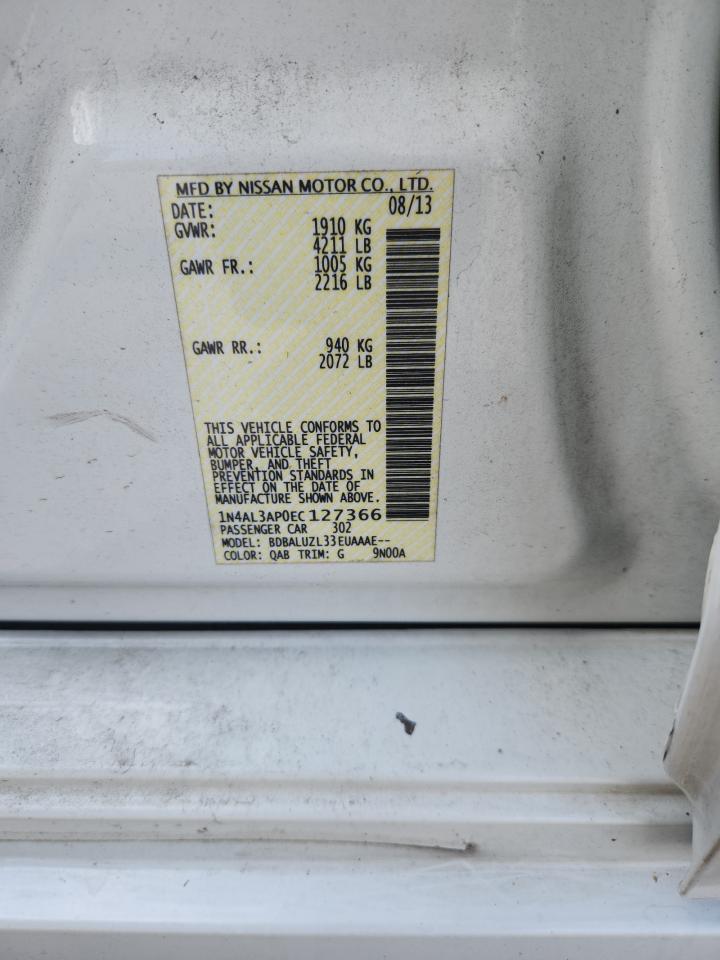 MFD BY NISSAN MOTOR CO., LTD.
DATE: 08/13
GVWR: 1910 KG
4211 LB
GAWR FR.: 1005 KG
2216 LB
GAWR RR.: 940 KG
2072 LB
THIS VEHICLE CONFORMS TO
ALL APPLICABLE FEDERAL
MOTOR VEHICLE SAFETY,
BUMPER, AND THEFT
PREVENTION STANDARDS IN
EFFECT ON THE DATE OF
MANUFACTURE SHOWN ABOVE.
1N4AL3AP0EC127366
PASSENGER CAR 302
MODEL: BDBALUZL33EUAAAE--
COLOR: QAB TRIM: G 9N00A